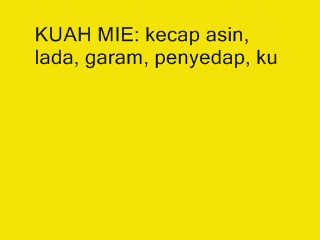 KUAH MIE: kecap asin,
lada, garam, penyedap, ku